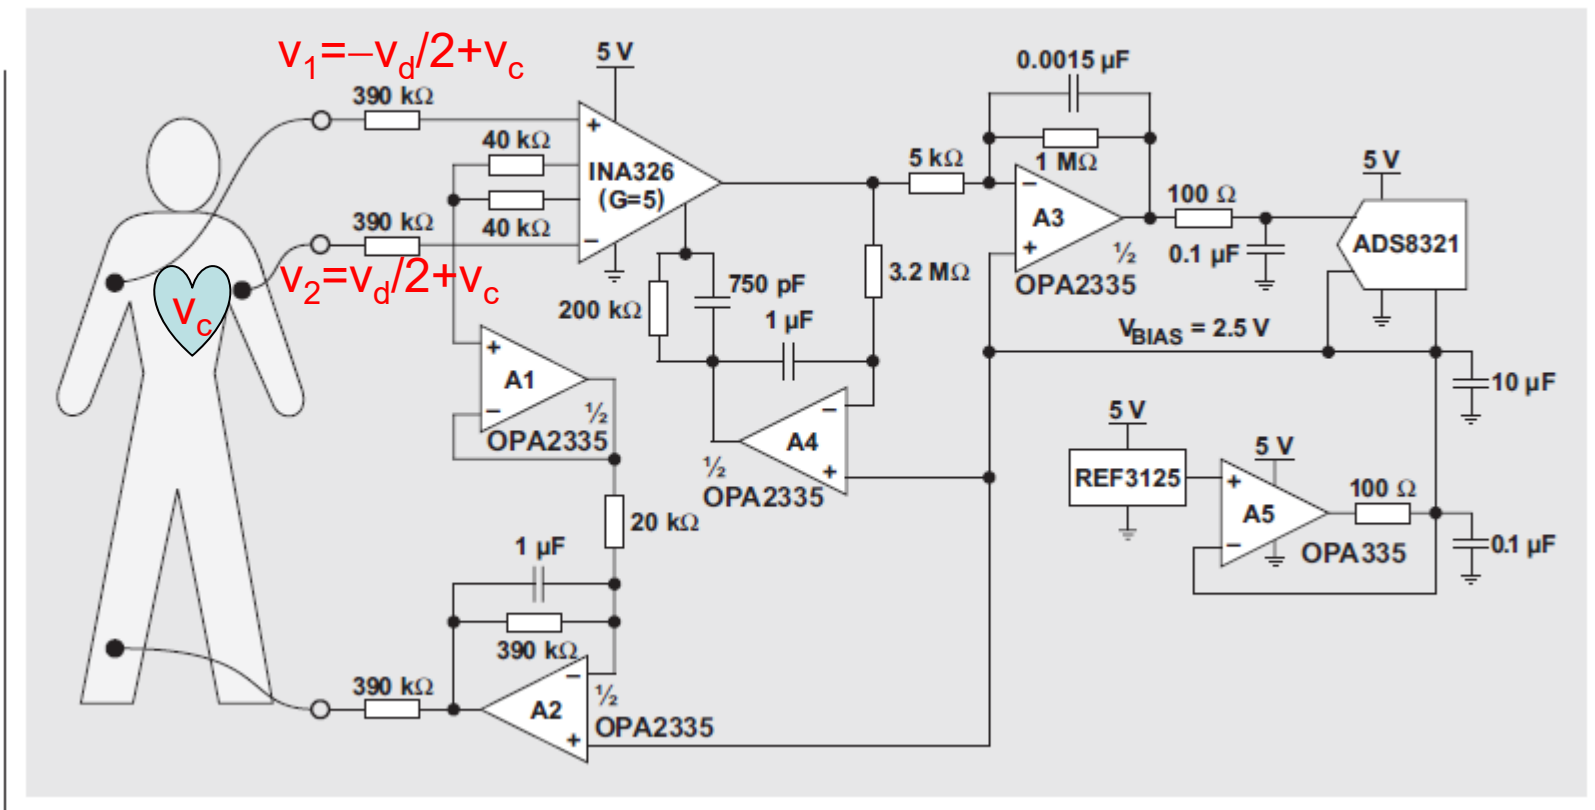 v1=–vd/2+vc
5 V
0.0015 µF
390 kΩ
40 kΩ
+
INA326
(G=5)
5 kΩ
1 MΩ
5 V
–
A3
+
½
OPA2335
100 Ω
0.1 µF
ADS8321
390 kΩ
40 kΩ
–
v2=vd/2+vc
vc
200 kΩ
750 pF
3.2 MΩ
1 µF
VBIAS = 2.5 V
+
A1
–
½
OPA2335
–
A4
+
½
OPA2335
10 µF
5 V
REF3125
5 V
+
A5
–
OPA335
100 Ω
0.1 µF
20 kΩ
1 µF
390 kΩ
390 kΩ
–
A2
+
½
OPA2335